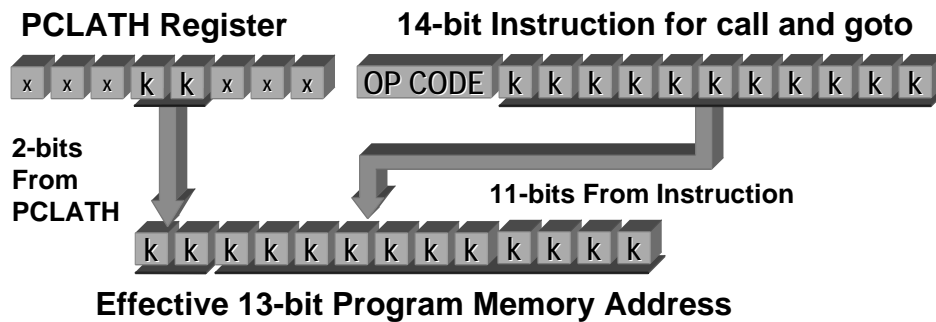 PCLATH Register
14-bit Instruction for call and goto
x x x k k x x x
OP CODE k k k k k k k k k k k
2-bits
From
PCLATH
11-bits From Instruction
k k k k k k k k k k k k k
Effective 13-bit Program Memory Address